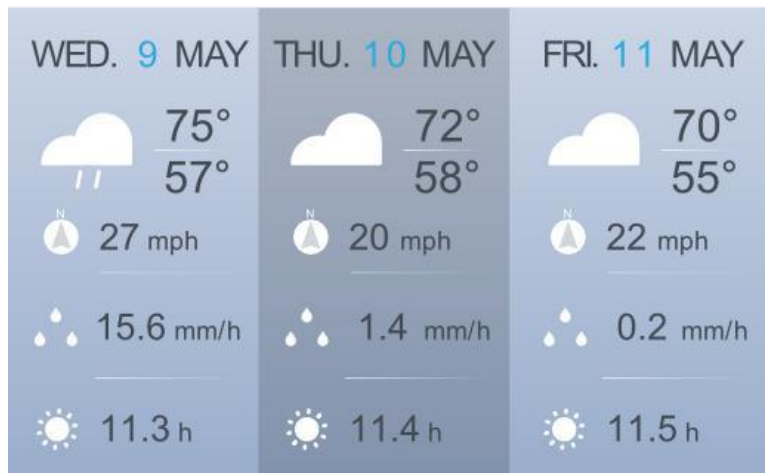 WED. 9 MAY
75°
57°
N
27 mph
15.6 mm/h
11.3 h
THU. 10 MAY
72°
58°
N
20 mph
1.4 mm/h
11.4 h
FRI. 11 MAY
70°
55°
N
22 mph
0.2 mm/h
11.5 h